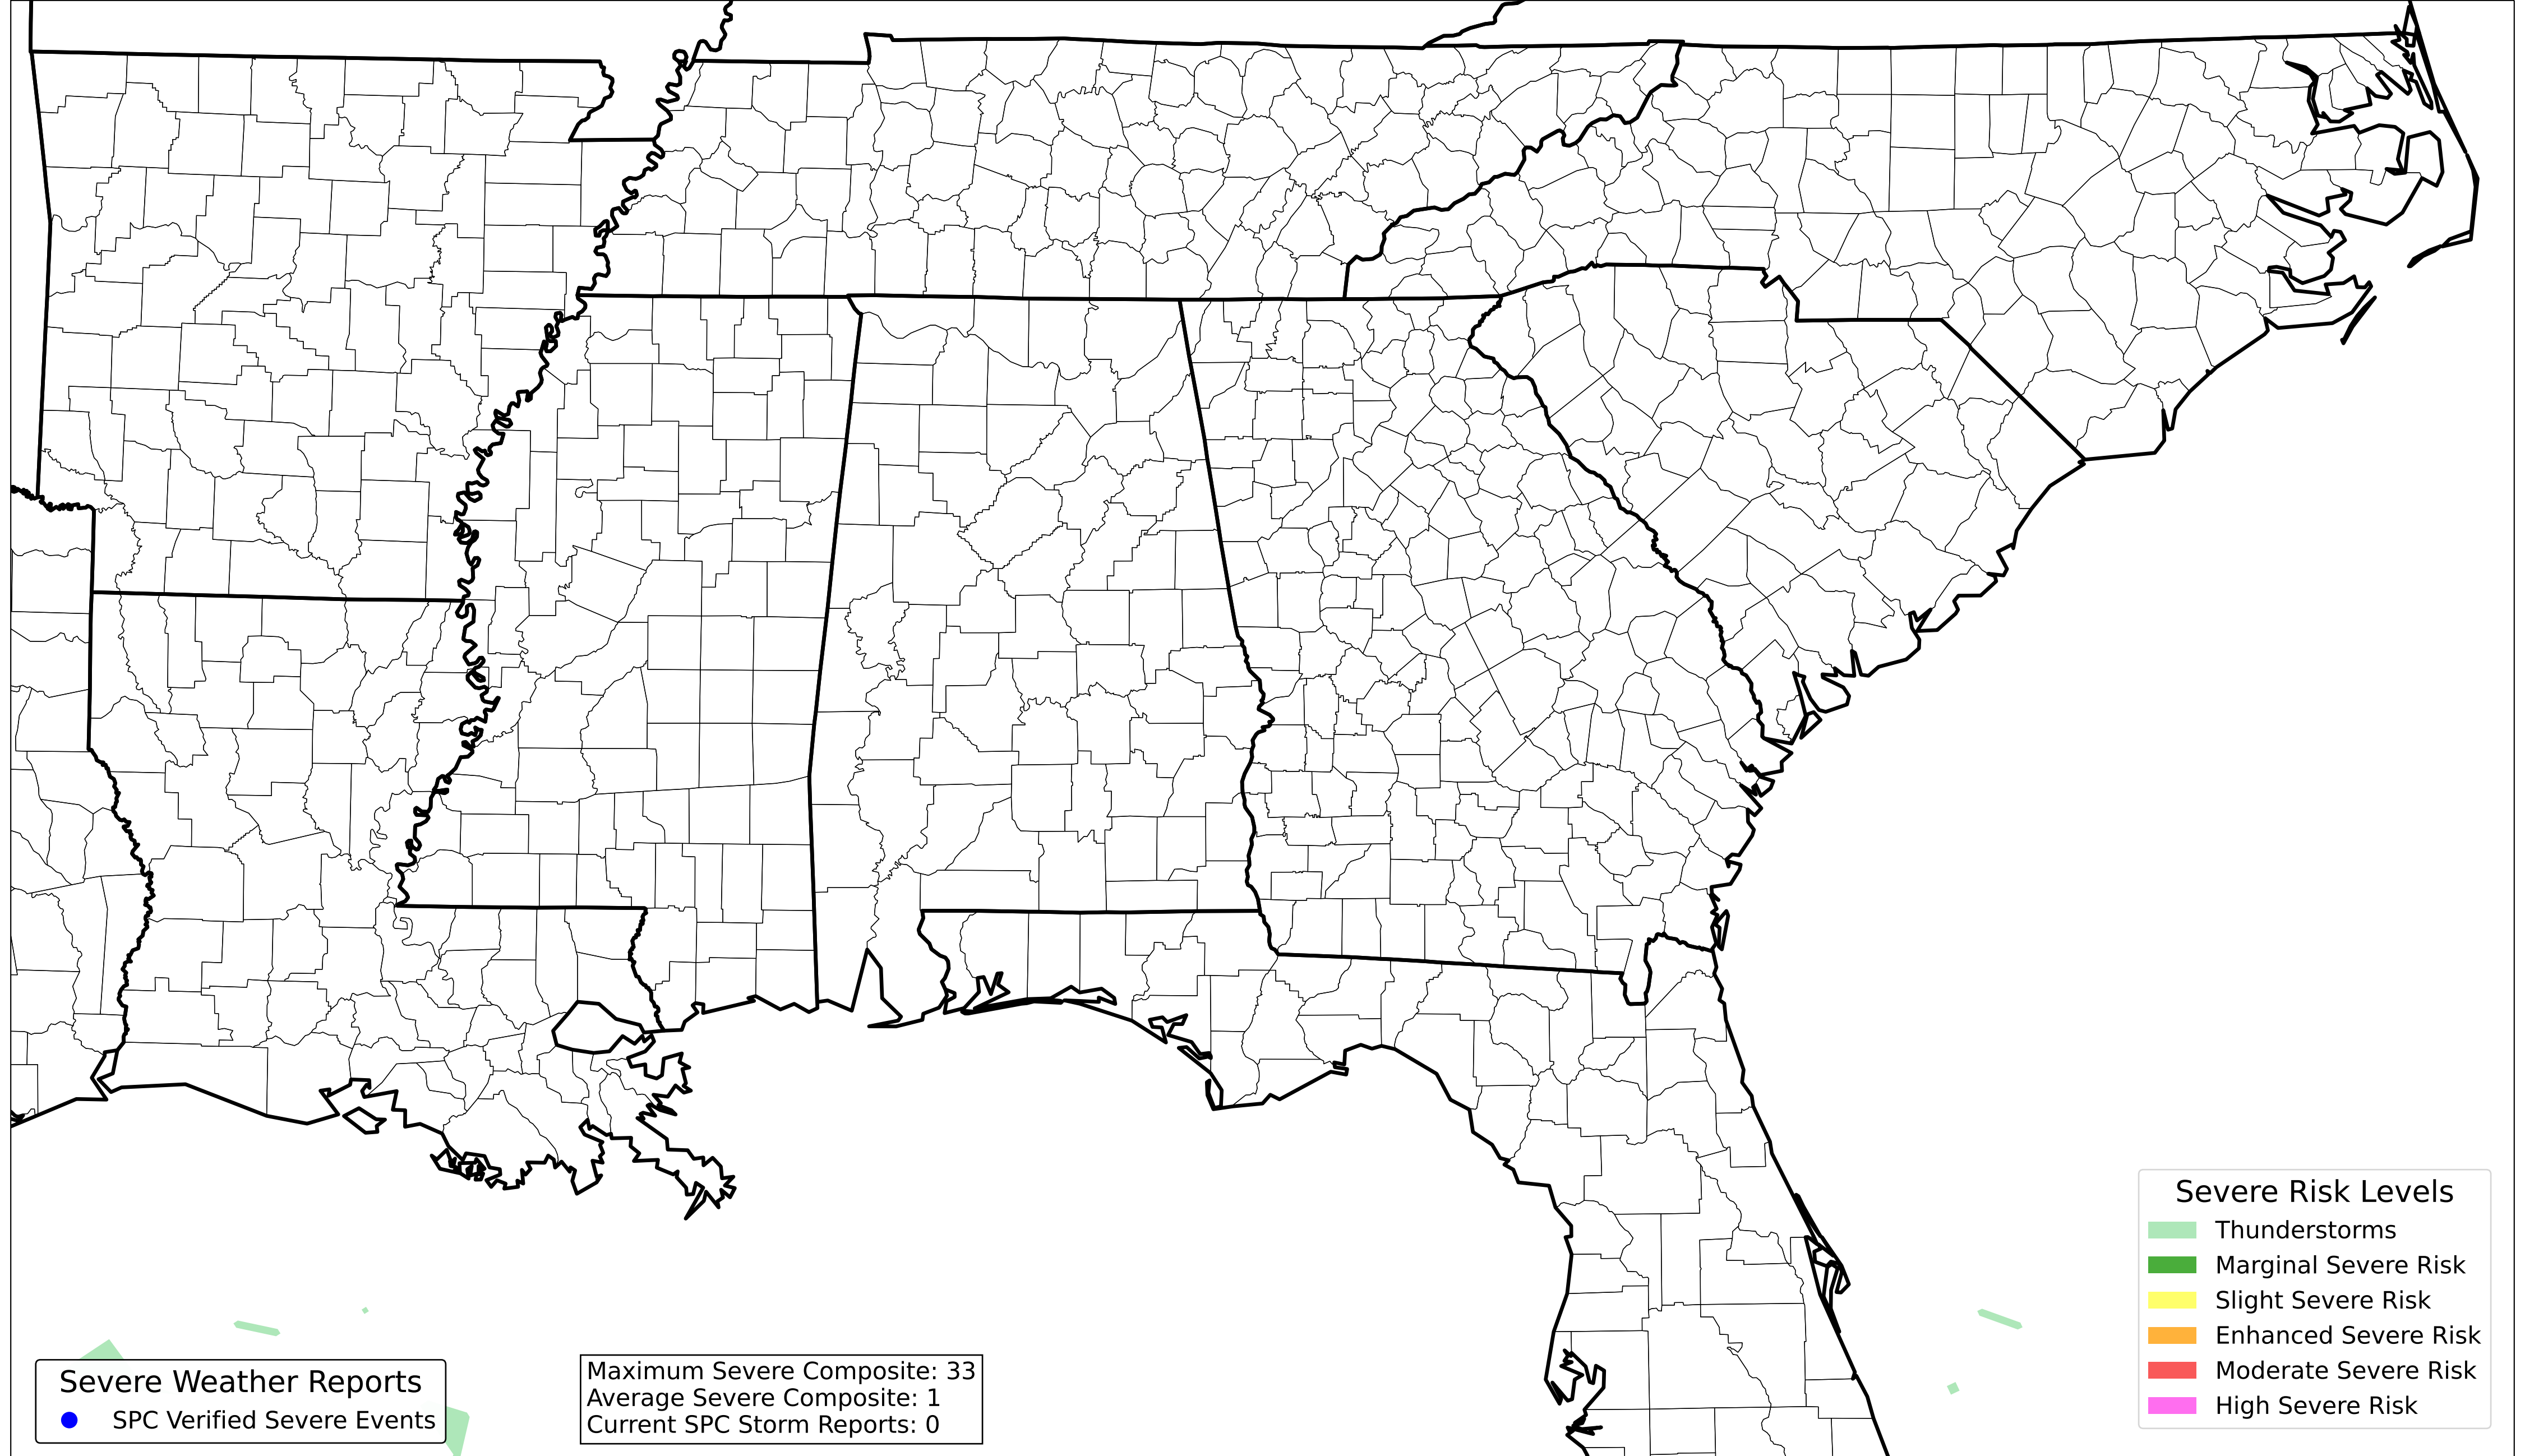 Severe Risk Levels
Thunderstorms
Marginal Severe Risk
Slight Severe Risk
Enhanced Severe Risk
Moderate Severe Risk
High Severe Risk
Severe Weather Reports
SPC Verified Severe Events
Maximum Severe Composite: 33
Average Severe Composite: 1
Current SPC Storm Reports: 0